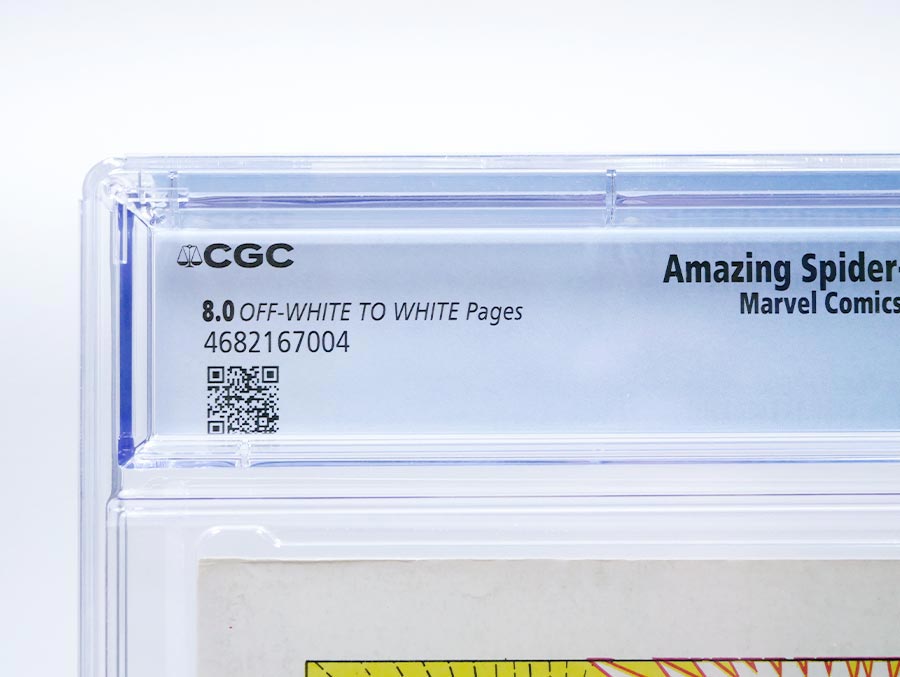 CGC
8.0 OFF-WHITE TO WHITE Pages
4682167004
Amazing Spider-
Marvel Comics